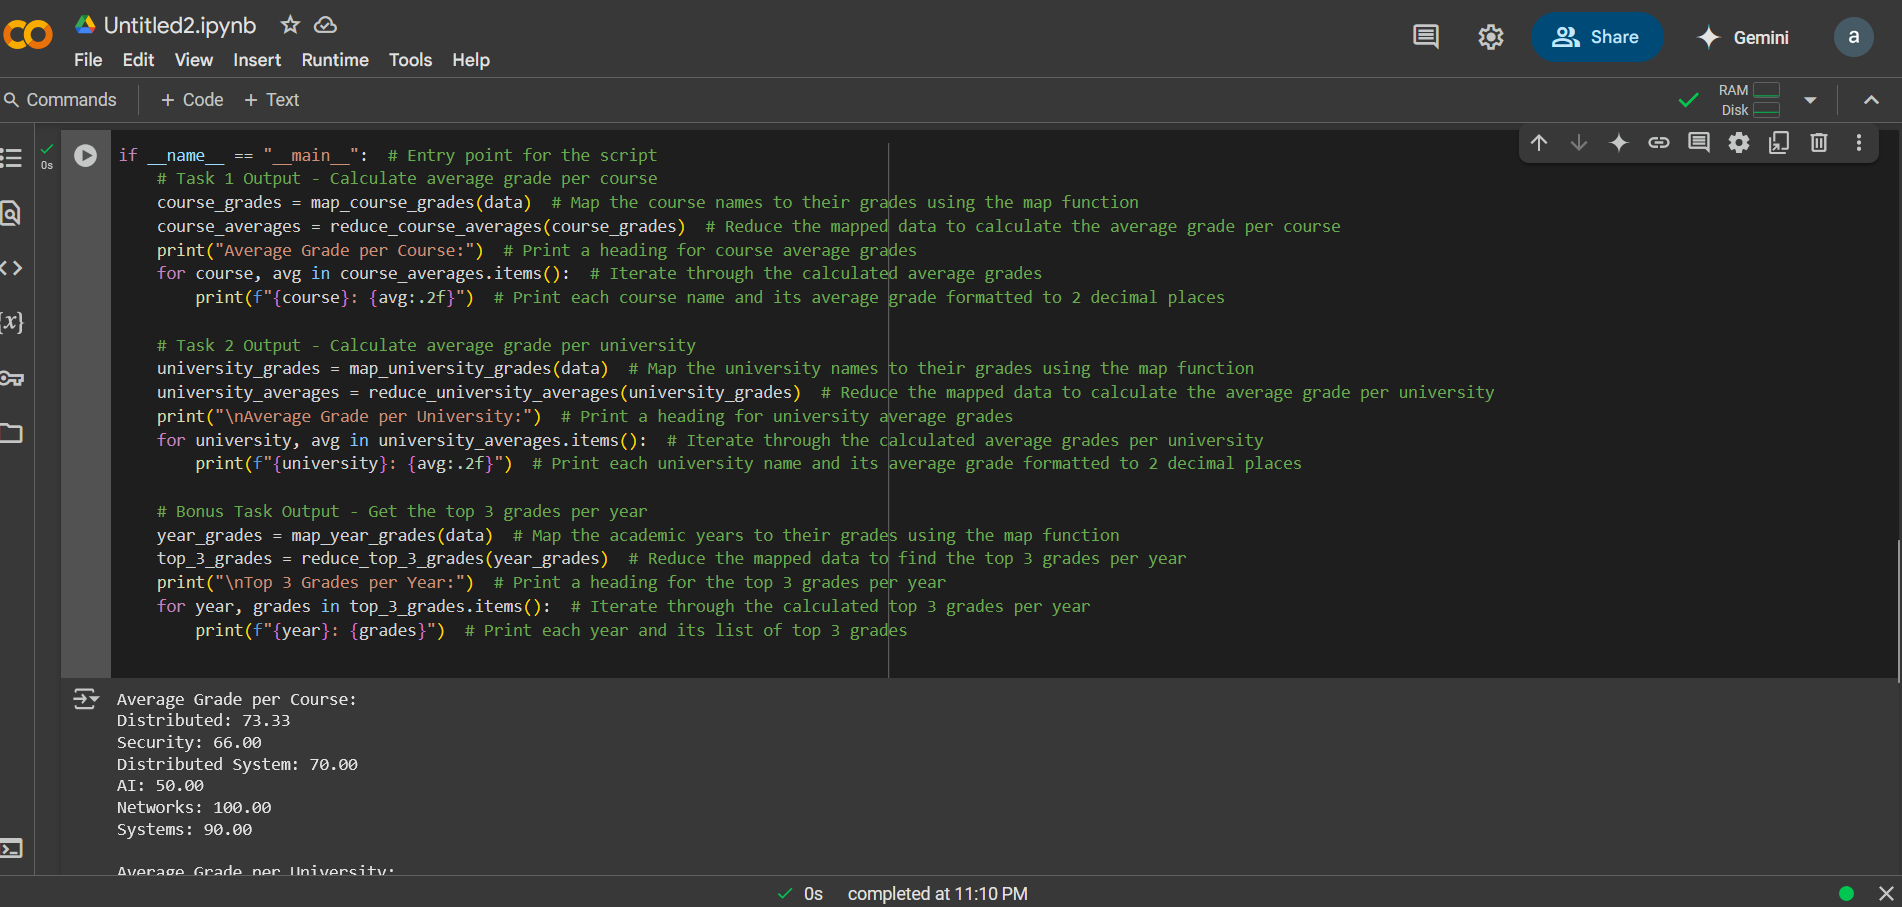 Untitled2.ipynb
File Edit View Insert Runtime Tools Help
Share
Gemini
a
Commands + Code + Text
RAM
Disk
0s
if __name__ == "__main__":  # Entry point for the script
    # Task 1 Output - Calculate average grade per course
    course_grades = map_course_grades(data)  # Map the course names to their grades using the map function
    course_averages = reduce_course_averages(course_grades)  # Reduce the mapped data to calculate the average grade per course
    print("Average Grade per Course:")  # Print a heading for course average grades
    for course, avg in course_averages.items():  # Iterate through the calculated average grades
        print(f"{course}: {avg:.2f}")  # Print each course name and its average grade formatted to 2 decimal places
    # Task 2 Output - Calculate average grade per university
    university_grades = map_university_grades(data)  # Map the university names to their grades using the map function
    university_averages = reduce_university_averages(university_grades)  # Reduce the mapped data to calculate the average grade per university
    print("\nAverage Grade per University:")  # Print a heading for university average grades
    for university, avg in university_averages.items():  # Iterate through the calculated average grades per university
        print(f"{university}: {avg:.2f}")  # Print each university name and its average grade formatted to 2 decimal places
    # Bonus Task Output - Get the top 3 grades per year
    year_grades = map_year_grades(data)  # Map the academic years to their grades using the map function
    top_3_grades = reduce_top_3_grades(year_grades)  # Reduce the mapped data to find the top 3 grades per year
    print("\nTop 3 Grades per Year:")  # Print a heading for the top 3 grades per year
    for year, grades in top_3_grades.items():  # Iterate through the calculated top 3 grades per year
        print(f"{year}: {grades}")  # Print each year and its list of top 3 grades
Average Grade per Course:
Distributed: 73.33
Security: 66.00
Distributed System: 70.00
AI: 50.00
Networks: 100.00
Systems: 90.00
Average Grade per University:
0s completed at 11:10 PM